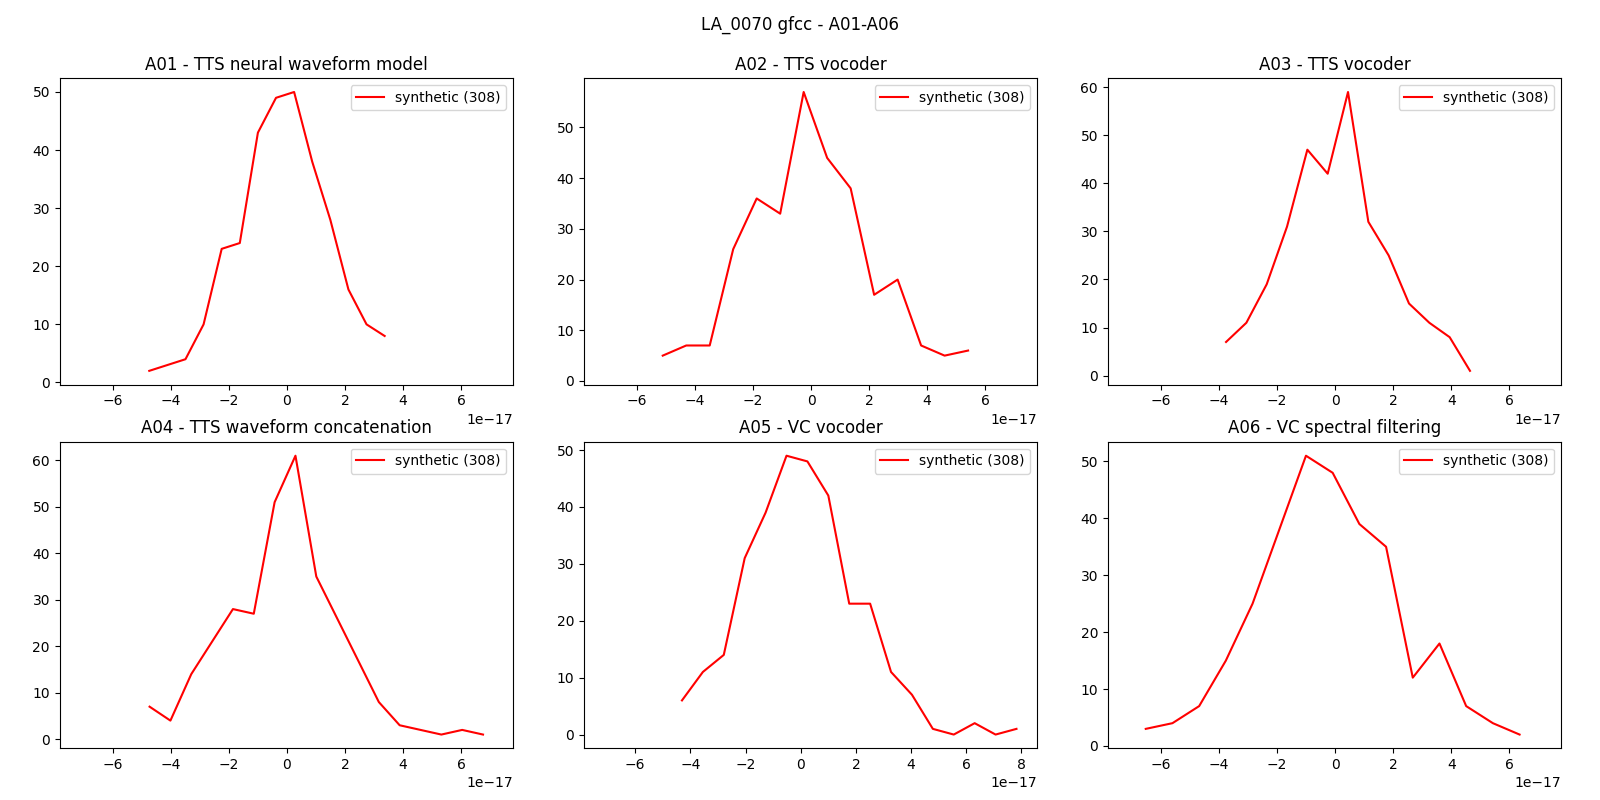 LA_0070 gfcc - A01-A06
A01 - TTS neural waveform model
synthetic (308)
50
40
30
20
10
0
−6 −4 −2 0 2 4 6
1e−17
A02 - TTS vocoder
synthetic (308)
50
40
30
20
10
0
−6 −4 −2 0 2 4 6
1e−17
A03 - TTS vocoder
synthetic (308)
60
50
40
30
20
10
0
−6 −4 −2 0 2 4 6
1e−17
A04 - TTS waveform concatenation
synthetic (308)
60
50
40
30
20
10
0
−6 −4 −2 0 2 4 6
1e−17
A05 - VC vocoder
synthetic (308)
50
40
30
20
10
0
−6 −4 −2 0 2 4 6 8
1e−17
A06 - VC spectral filtering
synthetic (308)
50
40
30
20
10
0
−6 −4 −2 0 2 4 6
1e−17